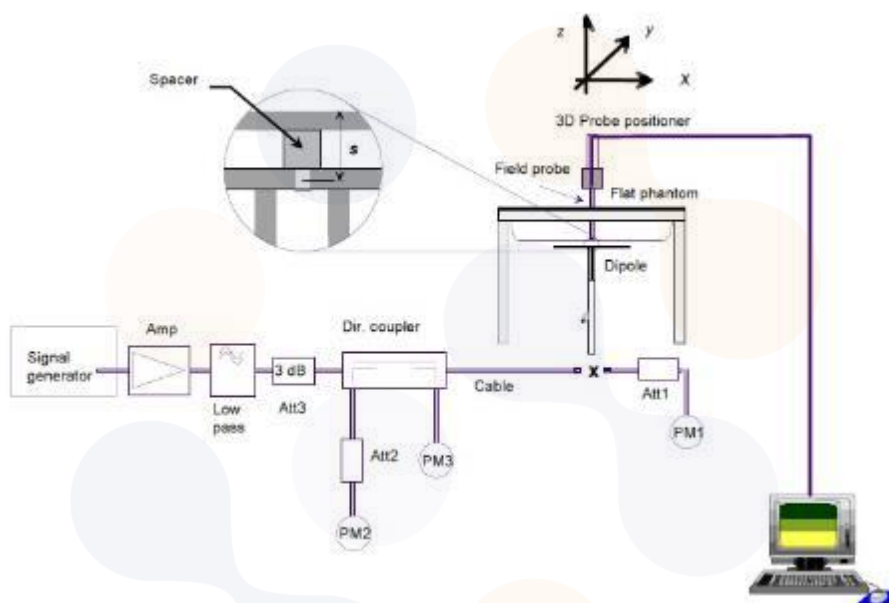 z
y
X
Spacer
s
3D Probe positioner
Field probe
Flat phantom
Dipole
Signal
generator
Amp
Low
pass
3 dB
Att3
Dir. coupler
Att2
PM2
PM3
Cable
x
Att1
PM1